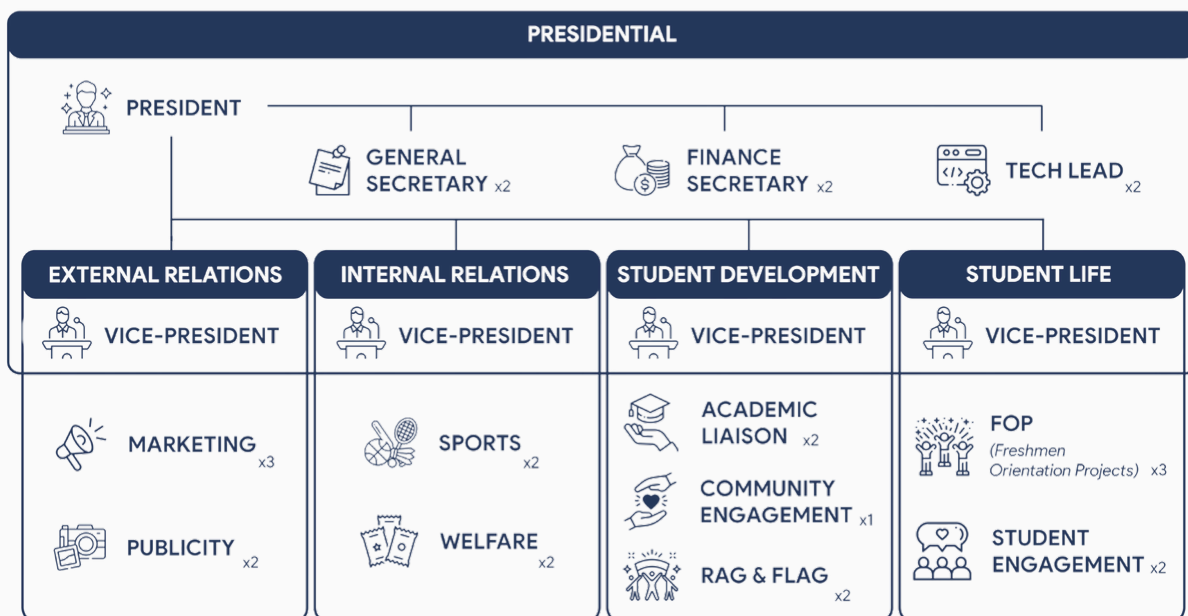 PRESIDENTIAL
PRESIDENT
GENERAL
SECRETARY x2
FINANCE
SECRETARY x2
TECH LEAD x2
EXTERNAL RELATIONS
VICE-PRESIDENT
MARKETING x3
PUBLICITY x2
INTERNAL RELATIONS
VICE-PRESIDENT
SPORTS x2
WELFARE x2
STUDENT DEVELOPMENT
VICE-PRESIDENT
ACADEMIC
LIAISON x2
COMMUNITY
ENGAGEMENT x1
RAG & FLAG x2
STUDENT LIFE
VICE-PRESIDENT
FOP
(Freshmen
Orientation Projects) x3
STUDENT
ENGAGEMENT x2